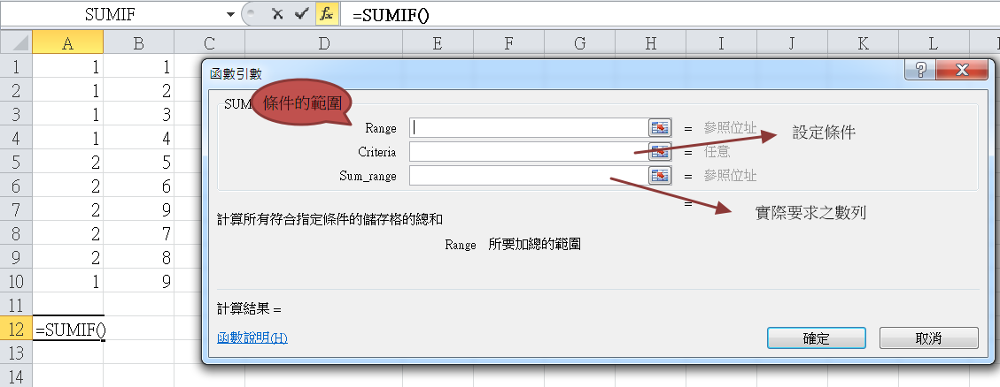 SUMIF =SUMIF()
A B C D E F G H I J K L
1 1 1
2 1 2
3 1 3
4 1 4
5 2 5
6 2 6
7 2 9
8 2 7
9 2 8
10 1 9
11
12 =SUMIF()
13
14
函數引數
SUM
條件的範圍
Range = 參照位址
Criteria = 任意
設定條件
Sum_range = 參照位址
=
實際要求之數列
計算所有符合指定條件的儲存格的總和
Range 所要加總的範圍
計算結果 =
函數說明(H)
確定 取消